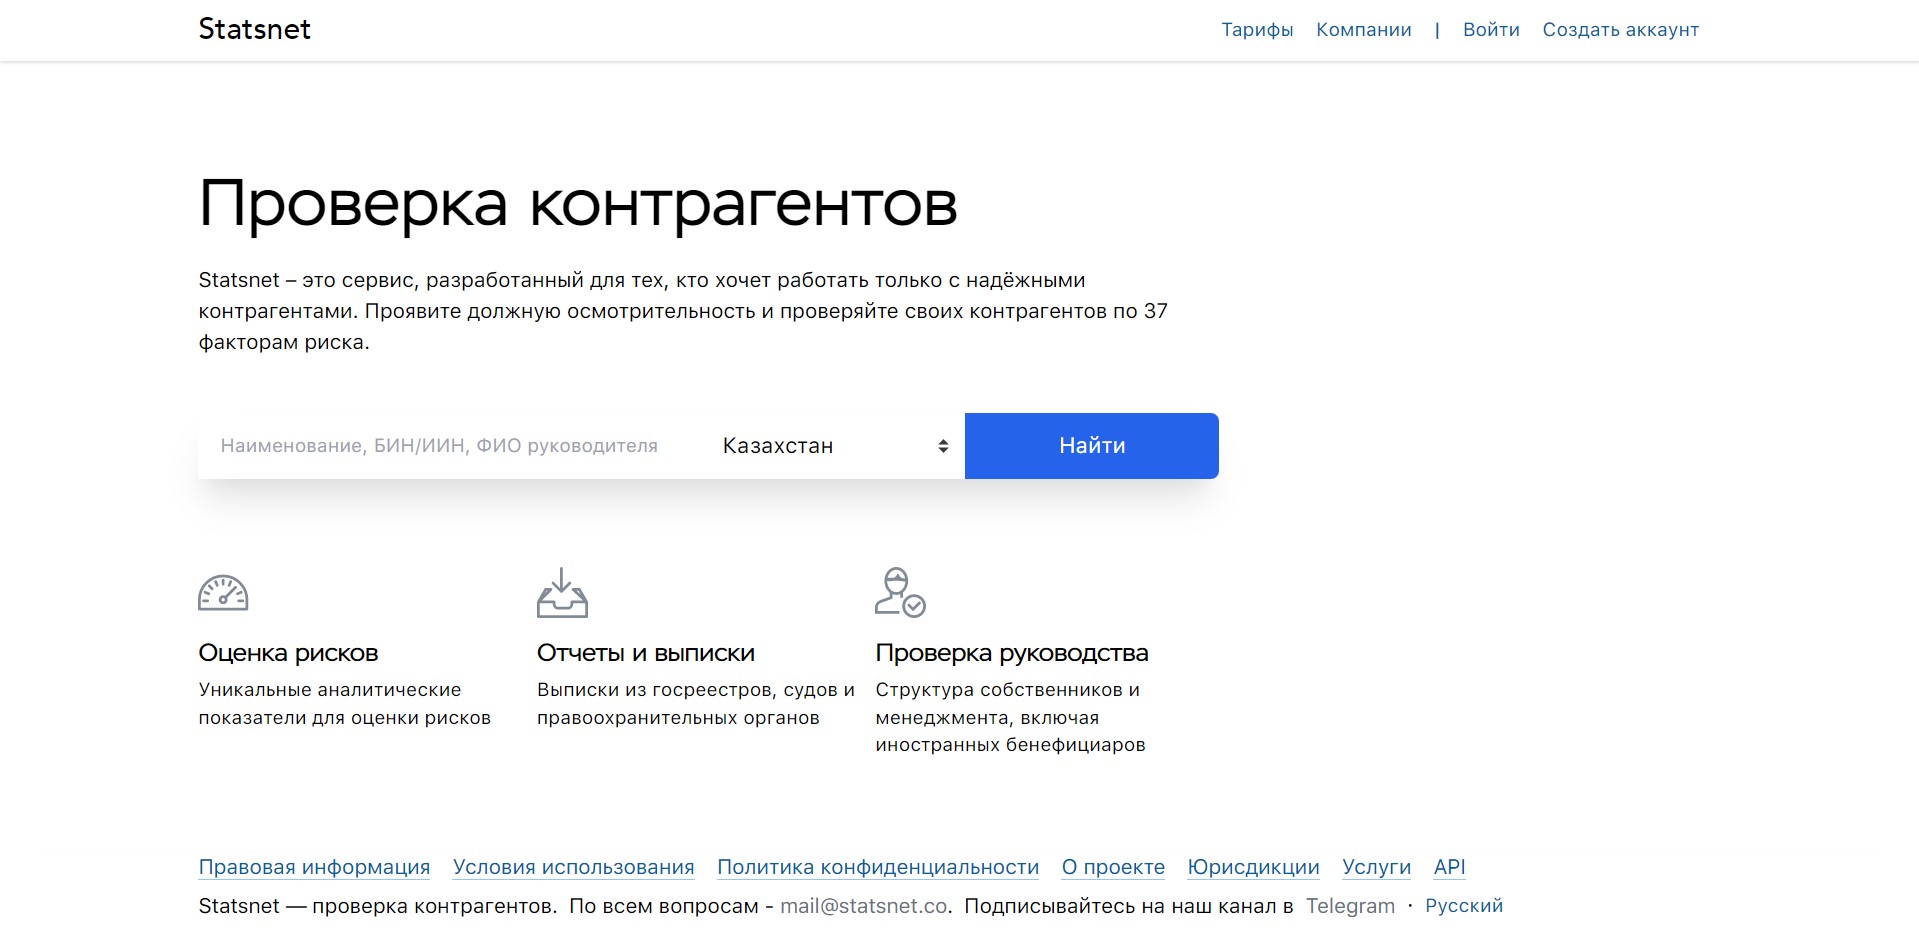 Statsnet
Тарифы Компании | Войти Создать аккаунт
Проверка контрагентов
Statsnet – это сервис, разработанный для тех, кто хочет работать только с надёжными
контрагентами. Проявите должную осмотрительность и проверяйте своих контрагентов по 37
факторам риска.
Наименование, БИН/ИИН, ФИО руководителя Казахстан Найти
Оценка рисков
Уникальные аналитические
показатели для оценки рисков
Отчеты и выписки
Выписки из госреестров, судов и
правоохранительных органов
Проверка руководства
Структура собственников и
менеджмента, включая
иностранных бенефициаров
Правовая информация Условия использования Политика конфиденциальности О проекте Юрисдикции Услуги API
Statsnet — проверка контрагентов. По всем вопросам - mail@statsnet.co. Подписывайтесь на наш канал в Telegram · Русский